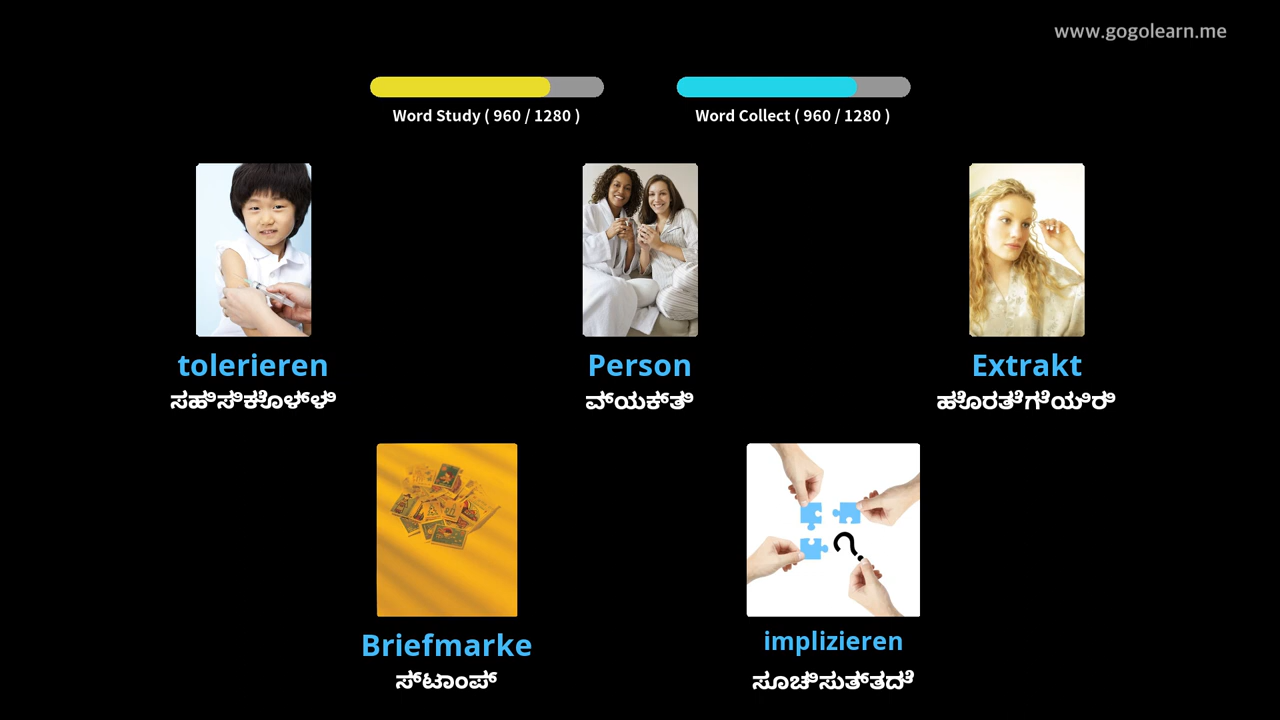 www.gogolearn.me
Word Study ( 960 / 1280 )
Word Collect ( 960 / 1280 )
tolerieren
ಸಹಿಸಿಕೊಳ್ಳಿ
Person
ವ್ಯಕ್ತಿ
Extrakt
ಹೊರತೆಗೆಯಿರಿ
Briefmarke
ಸ್ಟಾಂಪ್
implizieren
ಸೂಚಿಸುತ್ತದೆ